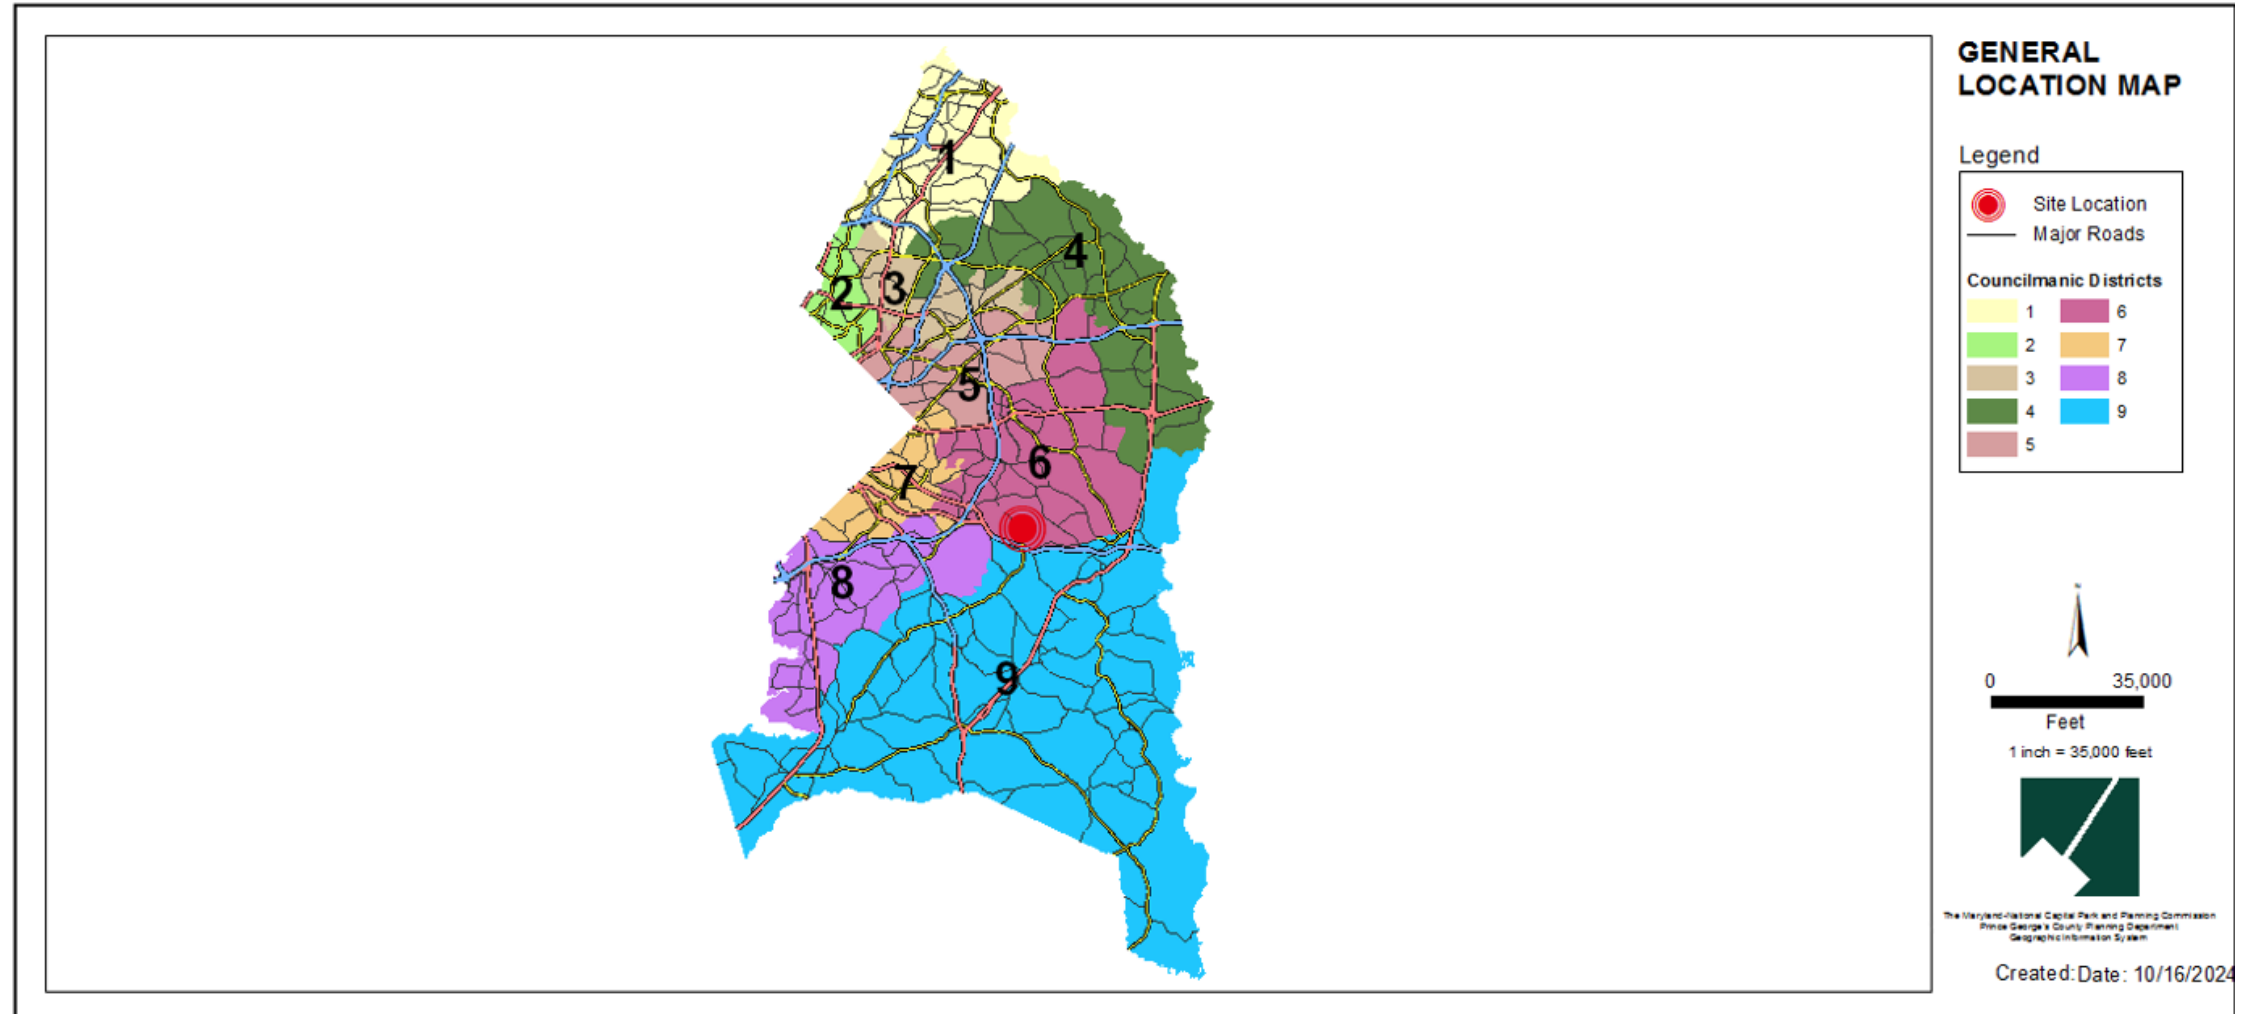 GENERAL
LOCATION MAP
Legend
Site Location
Major Roads
Councilmanic Districts
1 6
2 7
3 8
4 9
5
1
2
3
4
5
6
7
8
9
N
0 35,000
Feet
1 inch = 35,000 feet
The Maryland-National Capital Park and Planning Commission
Prince George's County Planning Department
Geographic Information System
Created: Date: 10/16/2024